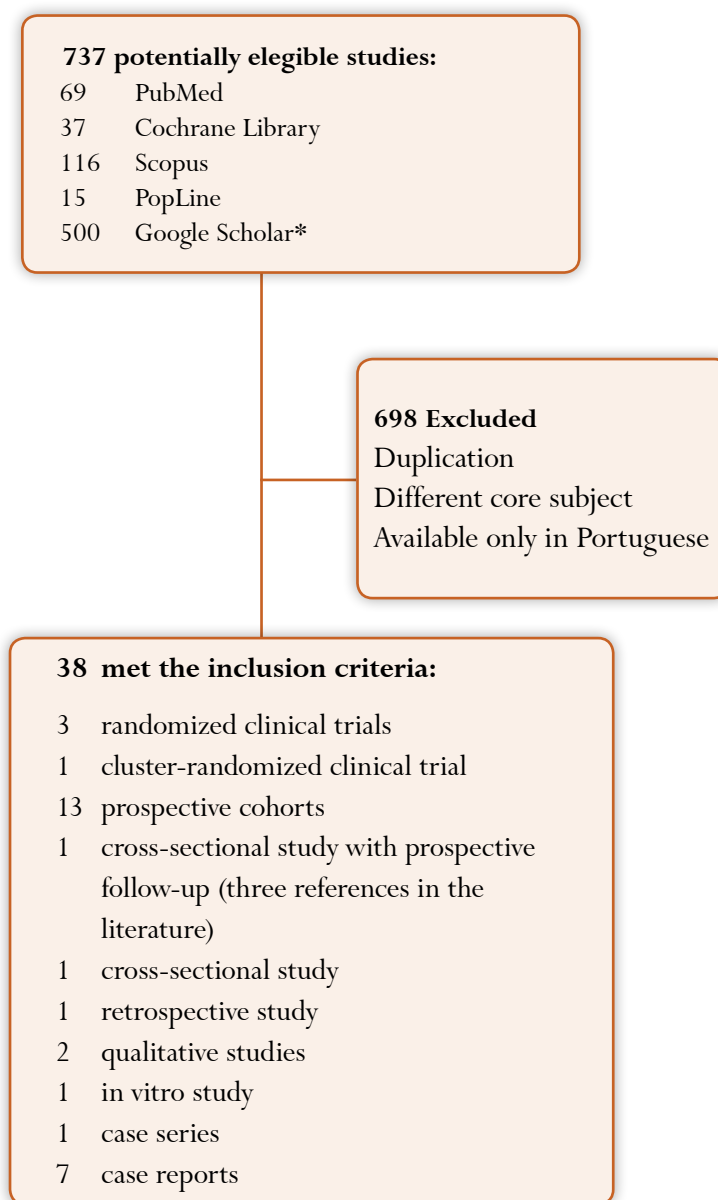 737 potentially elegible studies:
69 PubMed
37 Cochrane Library
116 Scopus
15 PopLine
500 Google Scholar*
698 Excluded
Duplication
Different core subject
Available only in Portuguese
38 met the inclusion criteria:
3 randomized clinical trials
1 cluster-randomized clinical trial
13 prospective cohorts
1 cross-sectional study with prospective
follow-up (three references in the
literature)
1 cross-sectional study
1 retrospective study
2 qualitative studies
1 in vitro study
1 case series
7 case reports